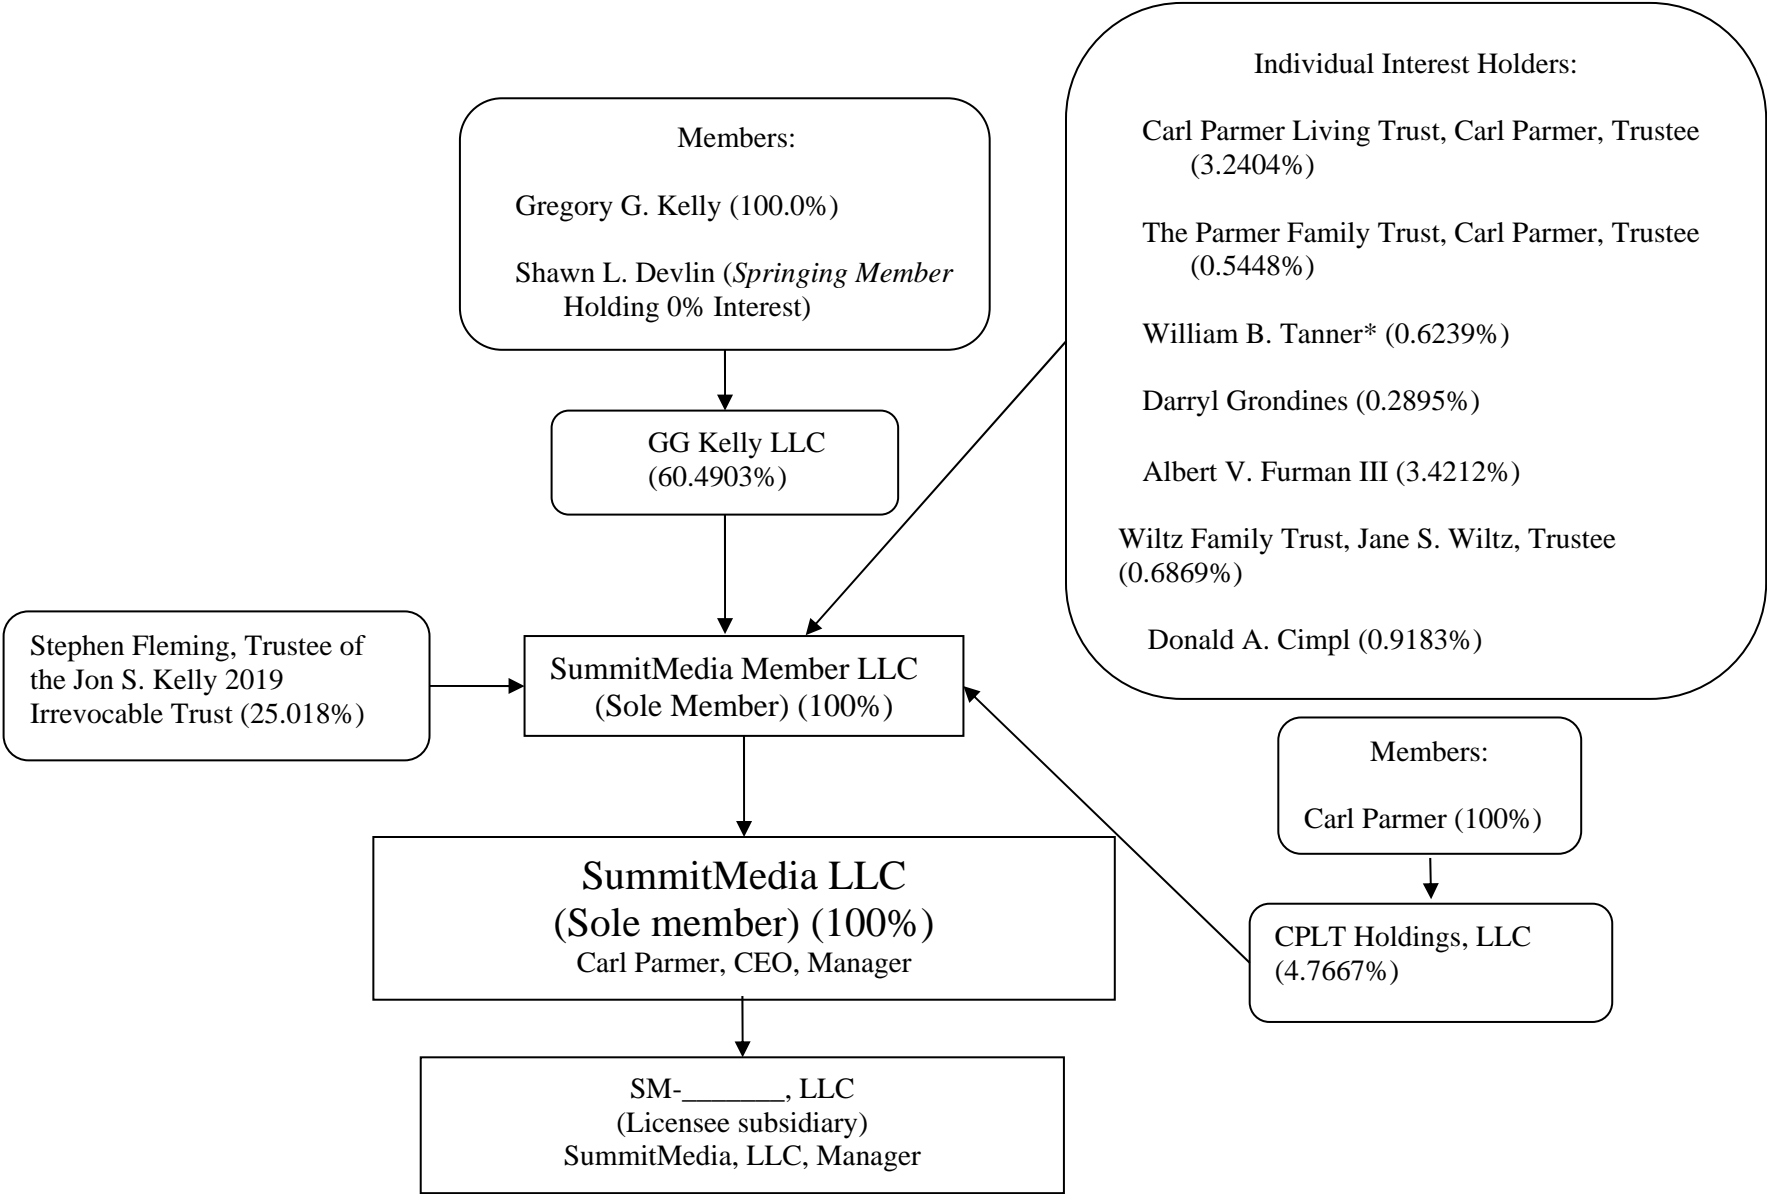 Individual Interest Holders:
Carl Parmer Living Trust, Carl Parmer, Trustee
(3.2404%)
The Parmer Family Trust, Carl Parmer, Trustee
(0.5448%)
William B. Tanner* (0.6239%)
Darryl Grondines (0.2895%)
Albert V. Furman III (3.4212%)
Wiltz Family Trust, Jane S. Wiltz, Trustee
(0.6869%)
Donald A. Cimpl (0.9183%)
Members:
Gregory G. Kelly (100.0%)
Shawn L. Devlin (Springing Member
Holding 0% Interest)
GG Kelly LLC
(60.4903%)
Stephen Fleming, Trustee of
the Jon S. Kelly 2019
Irrevocable Trust (25.018%)
SummitMedia Member LLC
(Sole Member) (100%)
Members:
Carl Parmer (100%)
CPLT Holdings, LLC
(4.7667%)
SummitMedia LLC
(Sole member) (100%)
Carl Parmer, CEO, Manager
SM-_______, LLC
(Licensee subsidiary)
SummitMedia, LLC, Manager